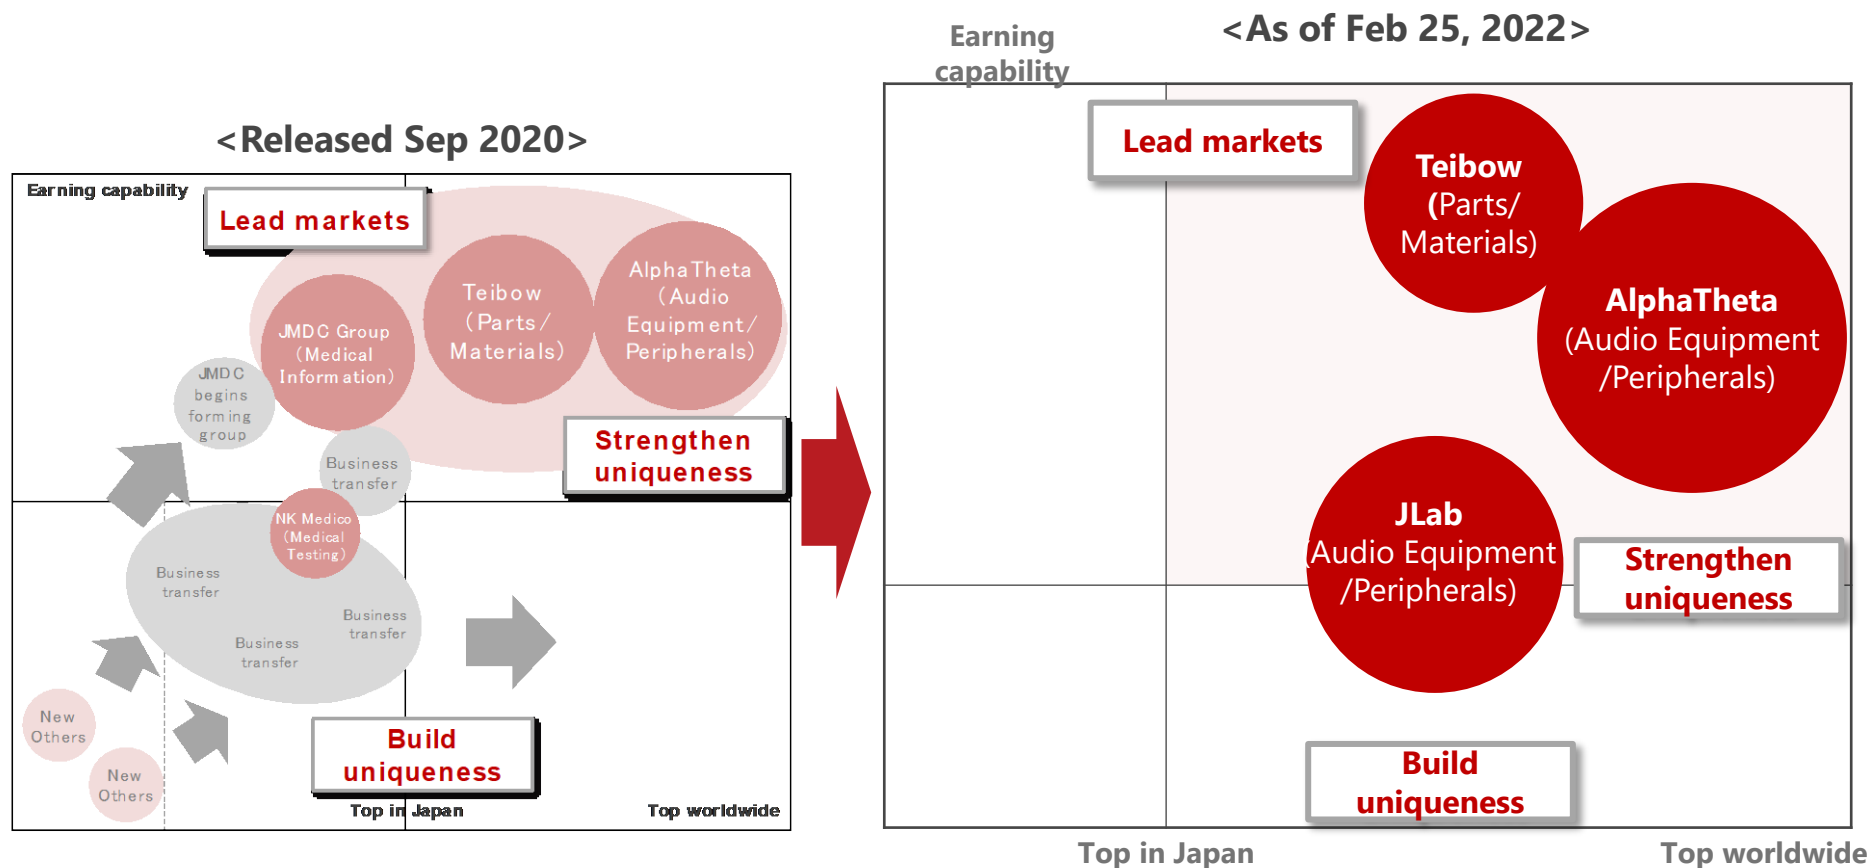 <Released Sep 2020>
Earning capability
Lead markets
JMDC Group
(Medical
Information)
Teibow
(Parts/
Materials)
AlphaTheta
(Audio
Equipment/
Peripherals)
JMDC
begins
forming
group
Business
transfer
Strengthen
uniqueness
NK Medico
(Medical
Testing)
Business
transfer
Business
transfer
Business
transfer
New
Others
New
Others
Build
uniqueness
Top in Japan
Top worldwide
<As of Feb 25, 2022>
Earning
capability
Lead markets
Teibow
(Parts/
Materials)
AlphaTheta
(Audio Equipment
/Peripherals)
JLab
(Audio Equipment
/Peripherals)
Strengthen
uniqueness
Build
uniqueness
Top in Japan
Top worldwide